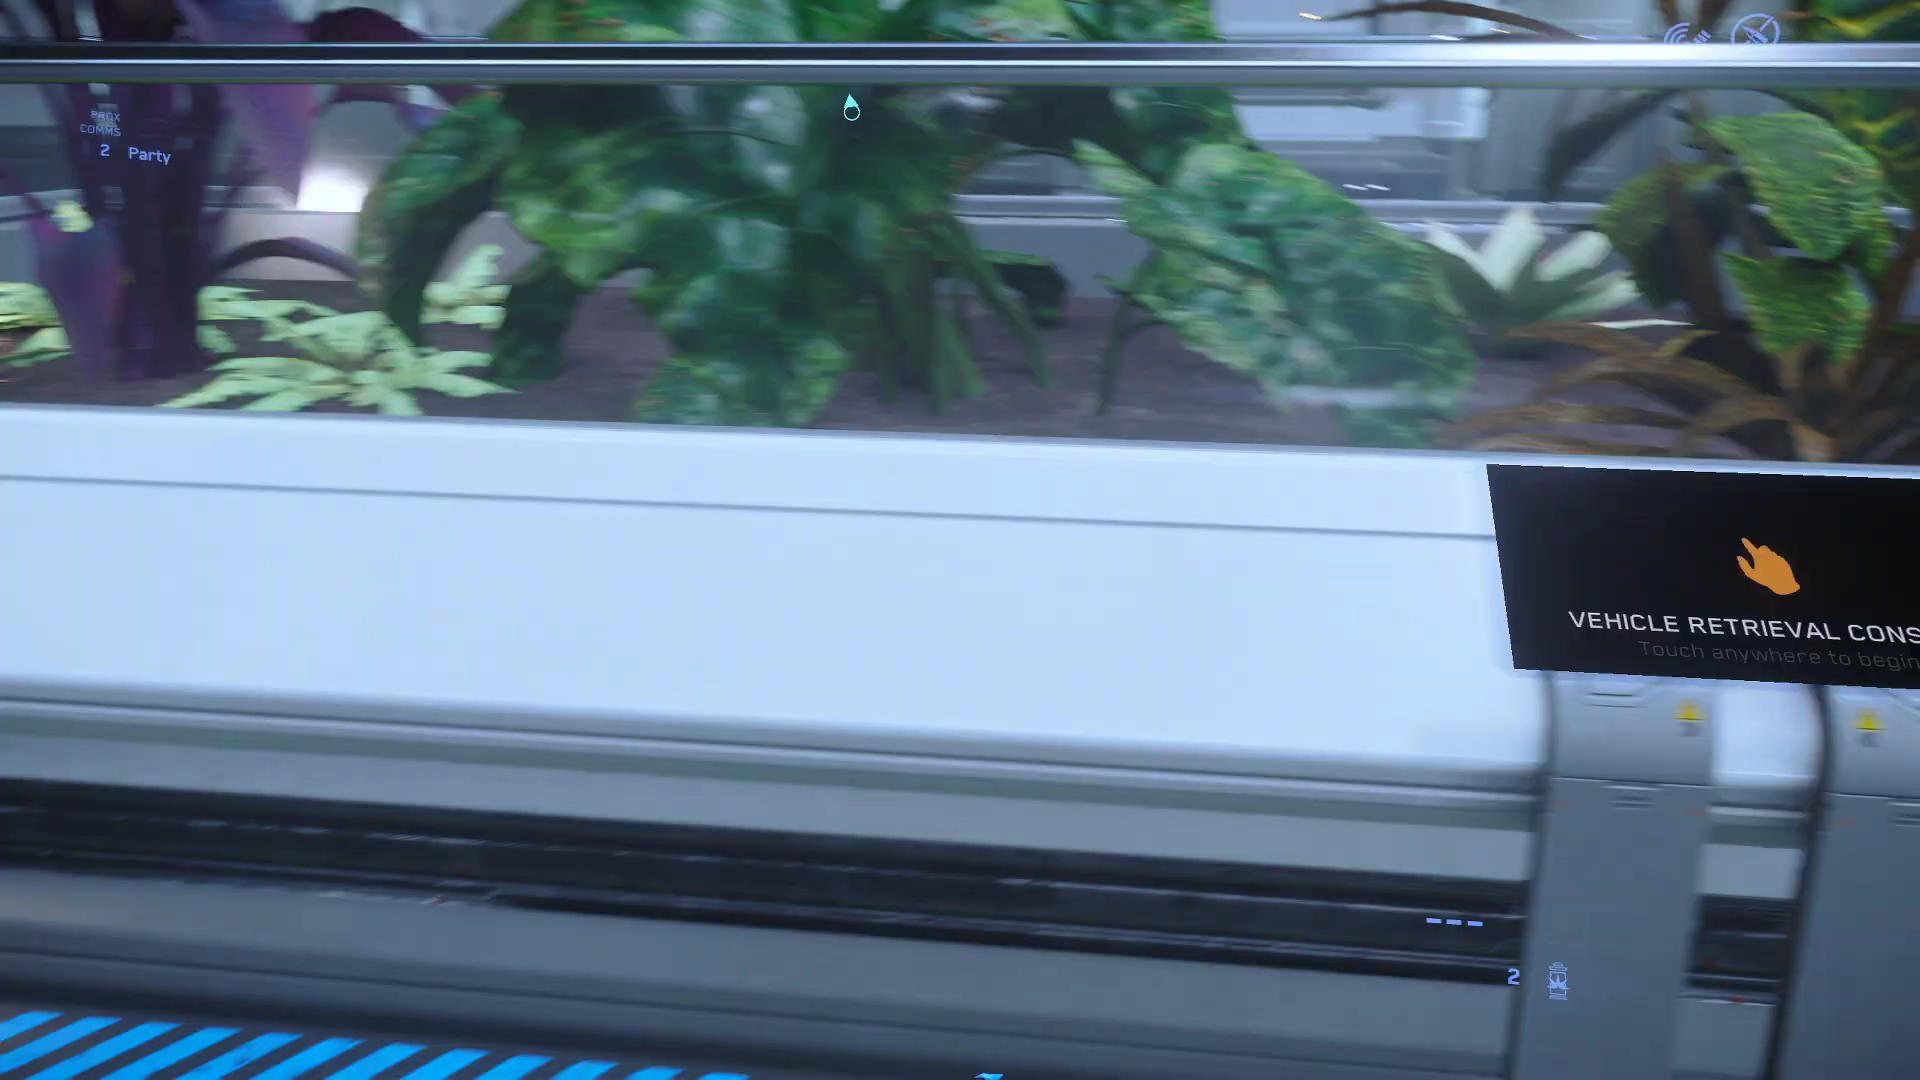 PROX
COMMS
2 Party
VEHICLE RETRIEVAL CONS
Touch anywhere to begin
2